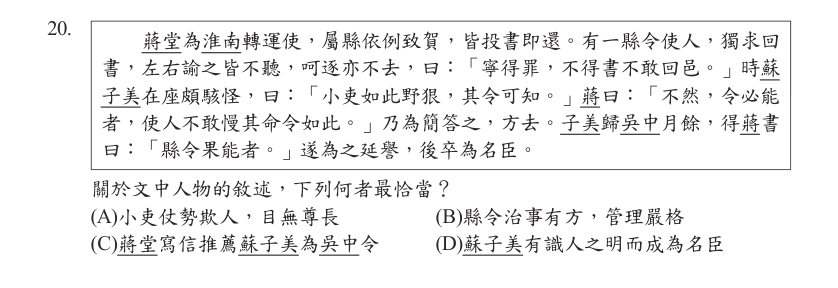 20.
蔣堂為淮南轉運使，屬縣依例致賀，皆投書即還。有一縣令使人，獨求回
書，左右諭之皆不聽，呵逐亦不去，曰：「寧得罪，不得書不敢回邑。」時蘇
子美在座頗駭怪，曰：「小吏如此野狠，其令可知。」蔣曰：「不然，令必能
者，使人不敢慢其命令如此。」乃為簡答之，方去。子美歸吳中月餘，得蔣書
曰：「縣令果能者。」遂為之延譽，後卒為名臣。
關於文中人物的敘述，下列何者最恰當？
(A)小吏仗勢欺人，目無尊長 (B)縣令治事有方，管理嚴格
(C)蔣堂寫信推薦蘇子美為吳中令 (D)蘇子美有識人之明而成為名臣